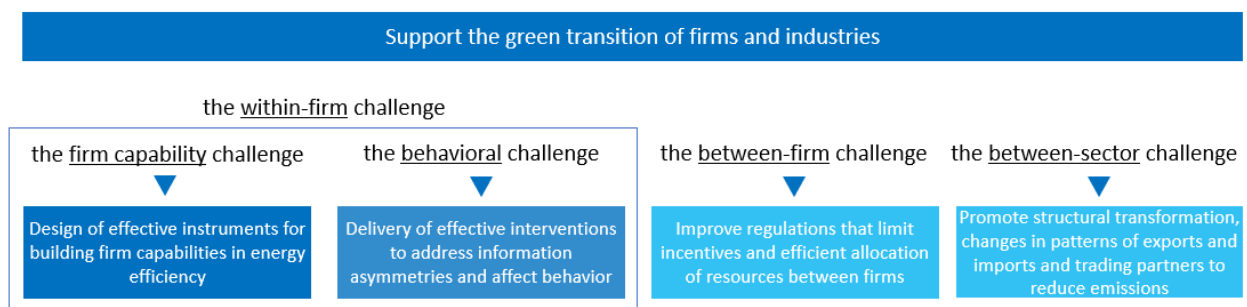 Support the green transition of firms and industries
the within-firm challenge
the firm capability challenge
the behavioral challenge
the between-firm challenge
the between-sector challenge
Design of effective instruments for
building firm capabilities in energy
efficiency
Delivery of effective interventions
to address information
asymmetries and affect behavior
Improve regulations that limit
incentives and efficient allocation
of resources between firms
Promote structural transformation,
changes in patterns of exports and
imports and trading partners to
reduce emissions